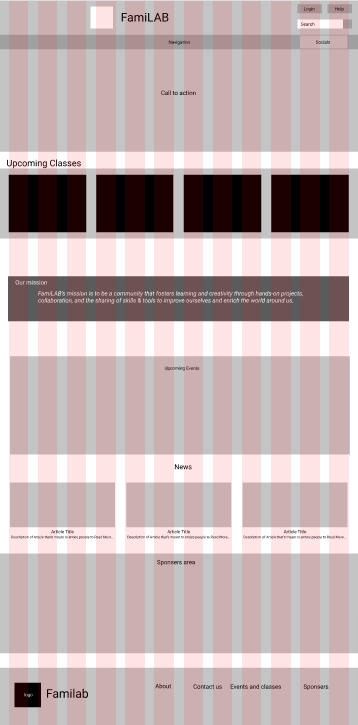 FamiLAB
Login
Help
Search
Navigation
Socials
Call to action
Upcoming Classes
Our mission
FamiLAB's mission is to be a community that fosters learning and creativity through hands-on projects,
collaboration, and the sharing of skills & tools to improve ourselves and enrich the world around us.
Upcoming Events
News
Article Title
Description of Article that's meant to entice people to Read More...
Article Title
Description of Article that's meant to entice people to Read More...
Article Title
Description of Article that's meant to entice people to Read More...
Sponsers area
logo
Familab
About
Contact us
Events and classes
Sponsers